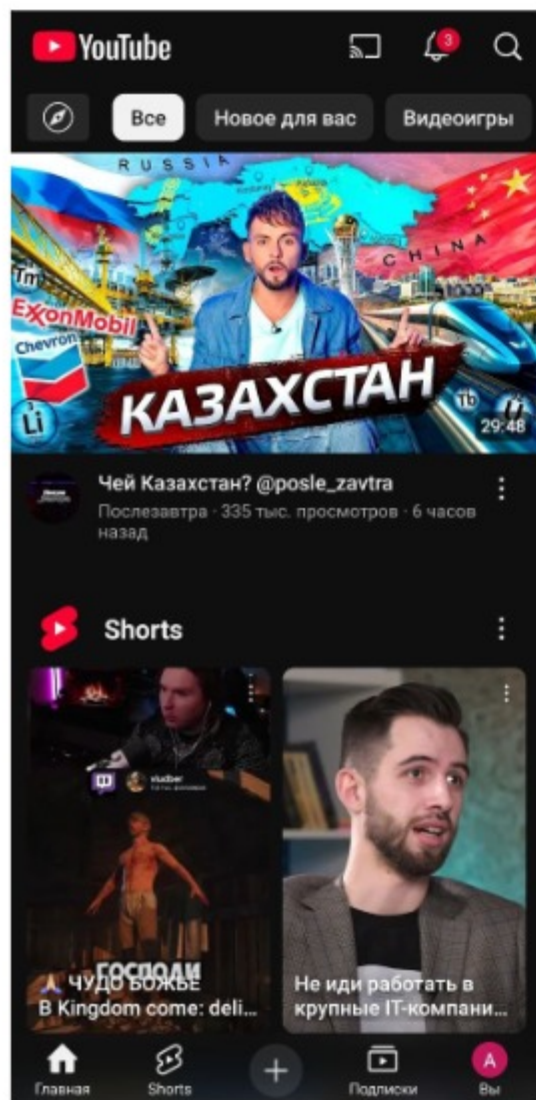 YouTube
3
Все
Новое для вас
Видеоигры
RUSSIA
CHINA
Tm
ExxonMobil
Chevron
Li
КАЗАХСТАН
Tb
29:48
Чей Казахстан? @posle_zavtra
Послезавтра · 335 тыс. просмотров · 6 часов
назад
Shorts
ГОСПОДИ
🙏 ЧУДО БОЖЬЕ
В Kingdom come: deli...
Не иди работать в
крупные IT-компани...
Главная
Shorts
Подписки
А
Вы